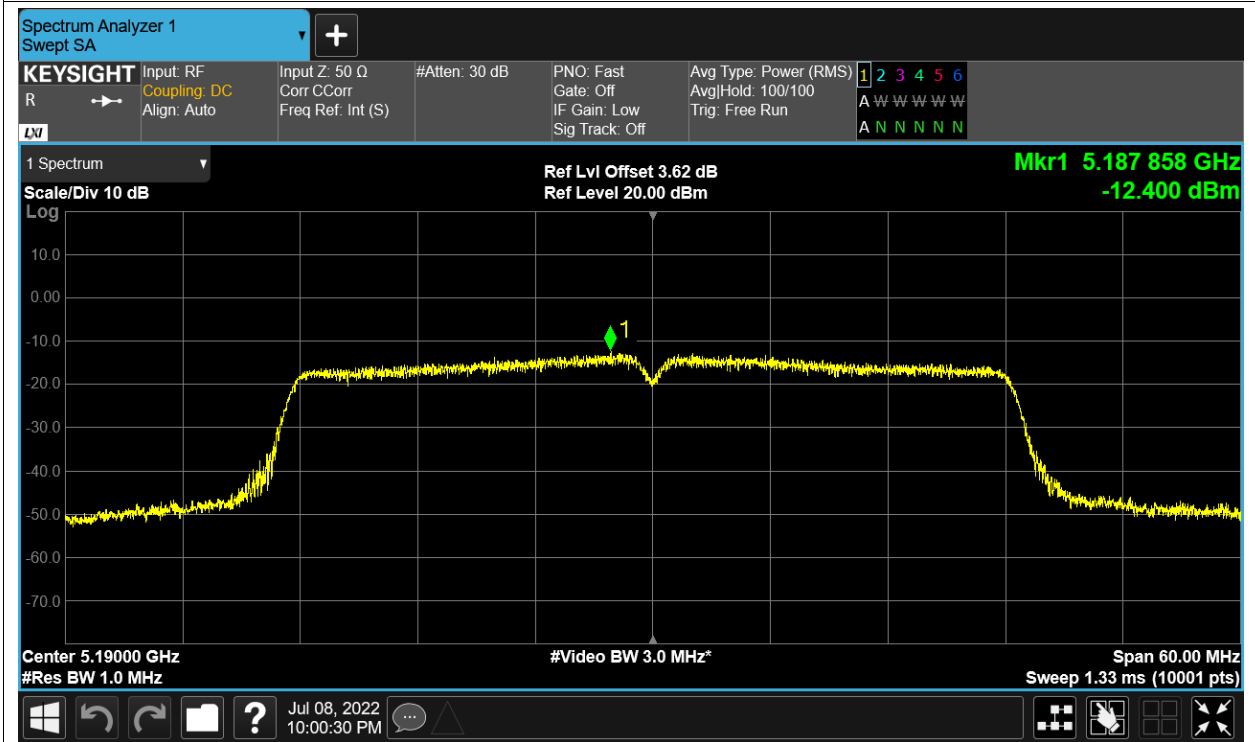 Spectrum Analyzer 1
Swept SA
KEYSIGHT
R
LXI
Input: RF
Coupling: DC
Align: Auto
Input Z: 50 Ω
Corr CCorr
Freq Ref: Int (S)
#Atten: 30 dB
PNO: Fast
Gate: Off
IF Gain: Low
Sig Track: Off
Avg Type: Power (RMS)
Avg|Hold: 100/100
Trig: Free Run
1 2 3 4 5 6
A W W W W W
A N N N N N
1 Spectrum
Scale/Div 10 dB
Log
Ref Lvl Offset 3.62 dB
Ref Level 20.00 dBm
Mkr1 5.187 858 GHz
-12.400 dBm
10.0
0.00
-10.0
-20.0
-30.0
-40.0
-50.0
-60.0
-70.0
1
Center 5.19000 GHz
#Res BW 1.0 MHz
#Video BW 3.0 MHz*
Span 60.00 MHz
Sweep 1.33 ms (10001 pts)
?
Jul 08, 2022
10:00:30 PM